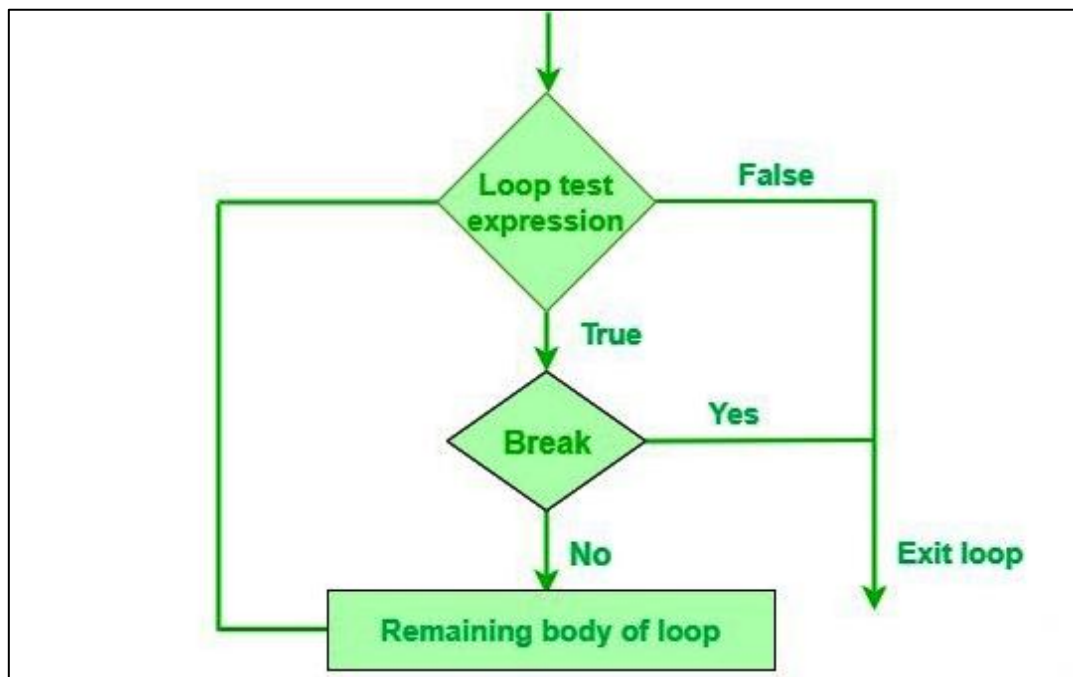 Loop test
expression
False
True
Break
Yes
No
Exit loop
Remaining body of loop